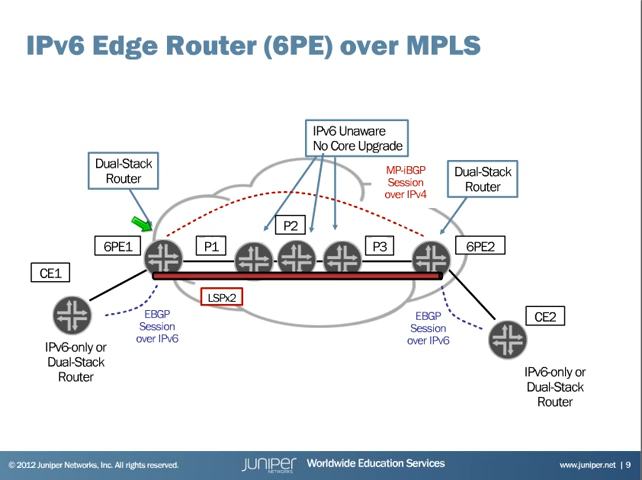 IPv6 Edge Router (6PE) over MPLS
IPv6 Unaware
No Core Upgrade
Dual-Stack
Router
MP-iBGP
Session
over IPv4
Dual-Stack
Router
P2
6PE1
P1
P3
6PE2
CE1
LSPx2
EBGP
Session
over IPv6
EBGP
Session
over IPv6
CE2
IPv6-only or
Dual-Stack
Router
IPv6-only or
Dual-Stack
Router
© 2012 Juniper Networks, Inc. All rights reserved.
JUNIPER
NETWORKS
Worldwide Education Services
www.juniper.net | 9